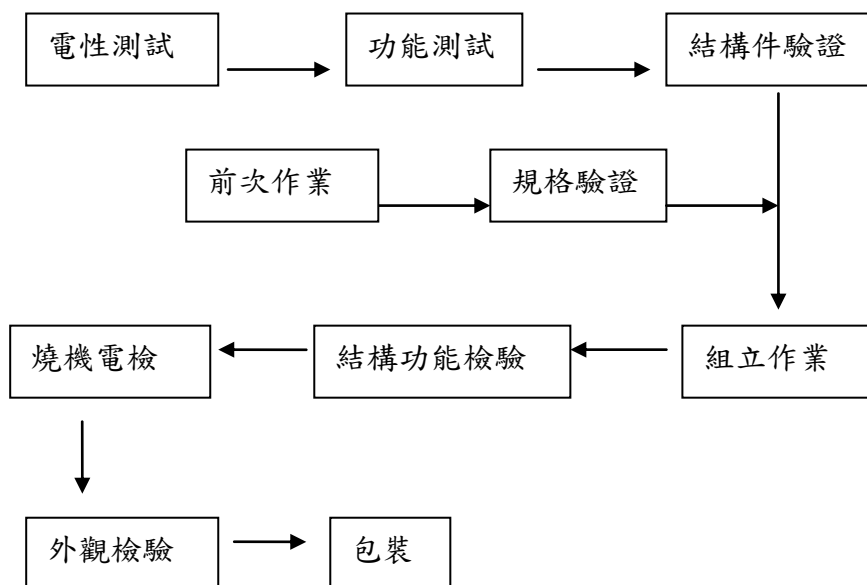 電性測試
功能測試
結構件驗證
前次作業
規格驗證
燒機電檢
結構功能檢驗
組立作業
外觀檢驗
包裝